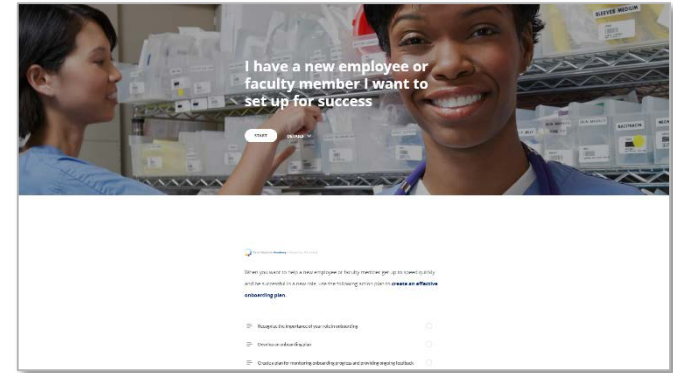 I have a new employee or
faculty member I want to
set up for success
START
DETAILS
When you want to help a new employee or faculty member get up to speed quickly
and be successful in a new role, use the following action plan to create an effective
onboarding plan.
Recognize the importance of your role in onboarding
Develop an onboarding plan
Create a plan for monitoring onboarding progress and providing ongoing feedback
SLEEVER MEDIUM